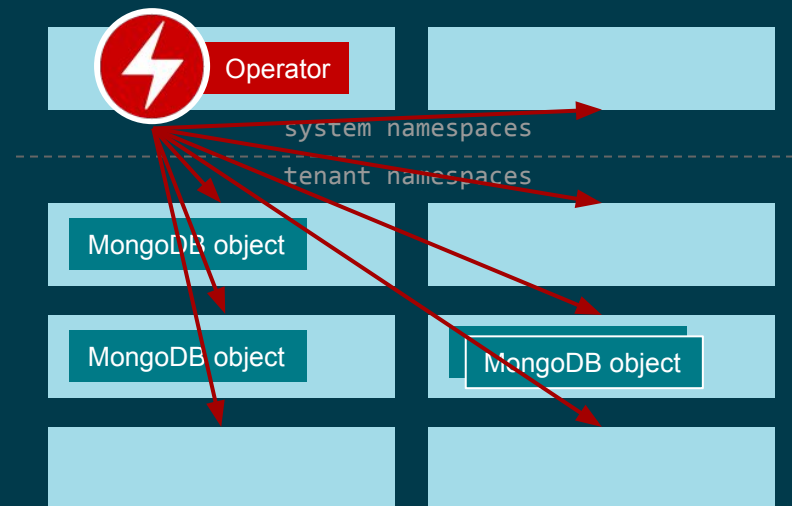 Operator
system namespaces
tenant namespaces
MongoDB object
MongoDB object
MongoDB object